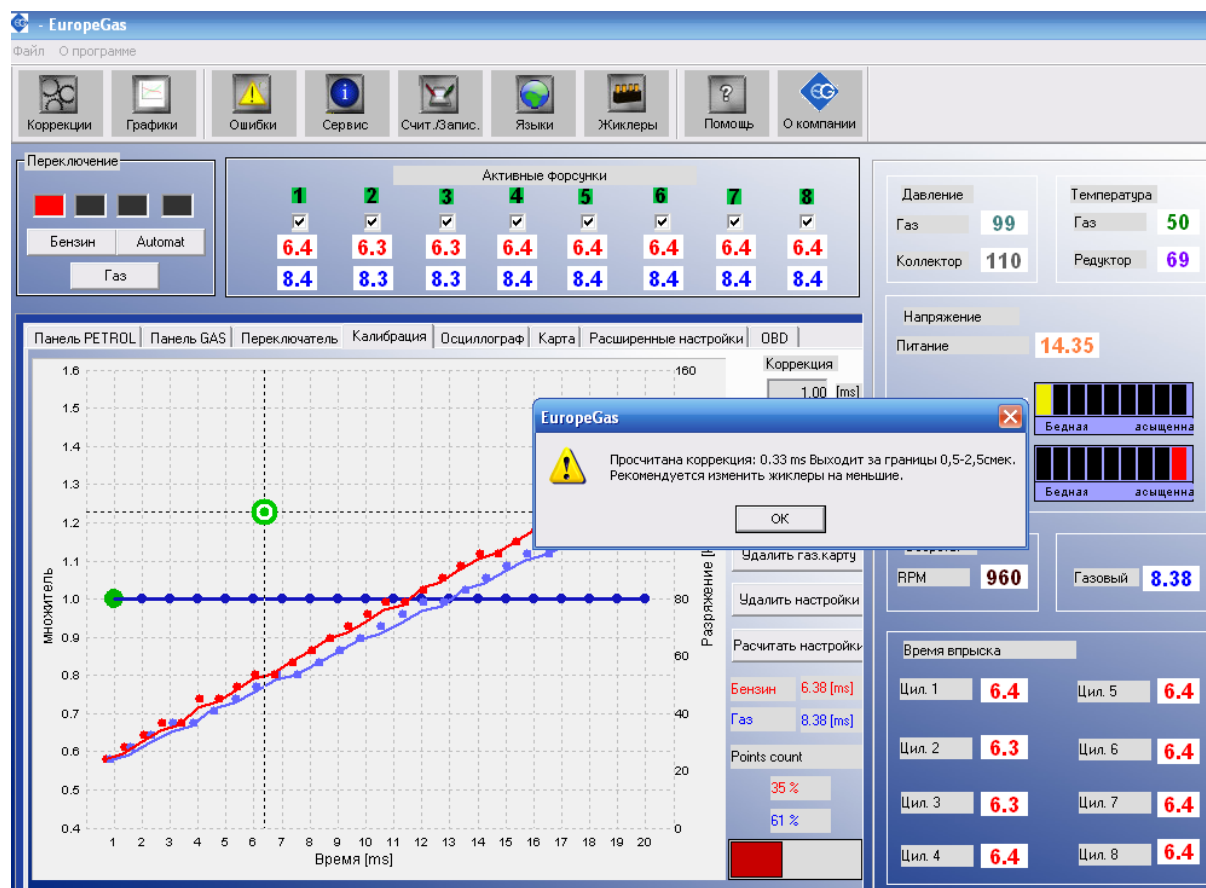 - EuropeGas
Файл О программе
Коррекции Графики Ошибки Сервис Счит./Запис. Языки Жиклеры Помощь О компании
Переключение
Бензин Automat
Газ
Активные форсунки
1 2 3 4 5 6 7 8
6.4 6.3 6.3 6.4 6.4 6.4 6.4 6.4
8.4 8.3 8.3 8.4 8.4 8.4 8.4 8.4
Давление
Газ 99
Коллектор 110
Температура
Газ 50
Редуктор 69
Напряжение
Питание 14.35
Бедная асыщенна
Бедная асыщенна
Панель PETROL Панель GAS Переключатель Калибрация Осциллограф Карта Расширенные настройки OBD
Коррекция
1.00 [ms]
EuropeGas
Просчитана коррекция: 0.33 ms Выходит за границы 0,5-2,5смек.
Рекомендуется изменить жиклеры на меньшие.
OK
Удалить газ.карту
Удалить настройки
Расчитать настройки
Бензин 6.38 [ms]
Газ 8.38 [ms]
Points count
35 %
61 %
множитель
1.6
1.5
1.4
1.3
1.2
1.1
1.0
0.9
0.8
0.7
0.6
0.5
0.4
160
80
60
40
20
0
1 2 3 4 5 6 7 8 9 10 11 12 13 14 15 16 17 18 19 20
Время [ms]
RPM 960
Газовый 8.38
Время впрыска
Цил. 1 6.4 Цил. 5 6.4
Цил. 2 6.3 Цил. 6 6.4
Цил. 3 6.3 Цил. 7 6.4
Цил. 4 6.4 Цил. 8 6.4